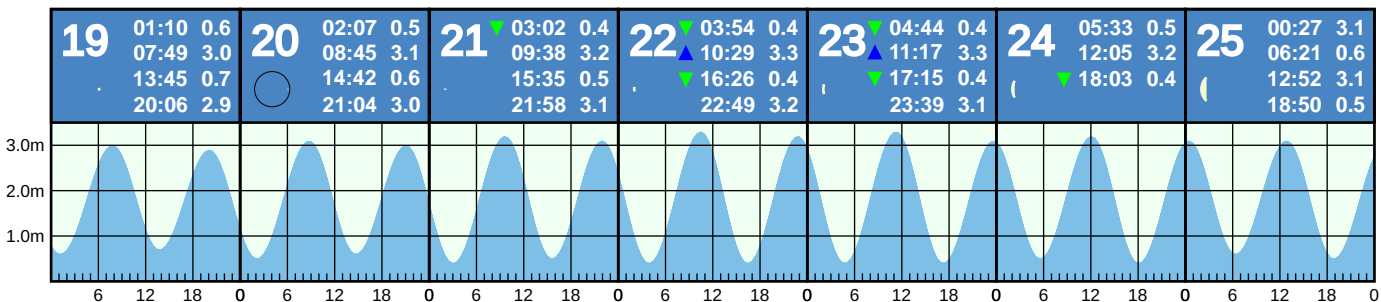 19
01:10 0.6
07:49 3.0
13:45 0.7
20:06 2.9
20
02:07 0.5
08:45 3.1
14:42 0.6
21:04 3.0
21
▼ 03:02 0.4
09:38 3.2
15:35 0.5
21:58 3.1
22
▼ 03:54 0.4
▲ 10:29 3.3
▼ 16:26 0.4
22:49 3.2
23
▼ 04:44 0.4
▲ 11:17 3.3
▼ 17:15 0.4
23:39 3.1
24
05:33 0.5
12:05 3.2
▼ 18:03 0.4
25
00:27 3.1
06:21 0.6
12:52 3.1
18:50 0.5
3.0m
2.0m
1.0m
6 12 18 0 6 12 18 0 6 12 18 0 6 12 18 0 6 12 18 0 6 12 18 0 6 12 18 0